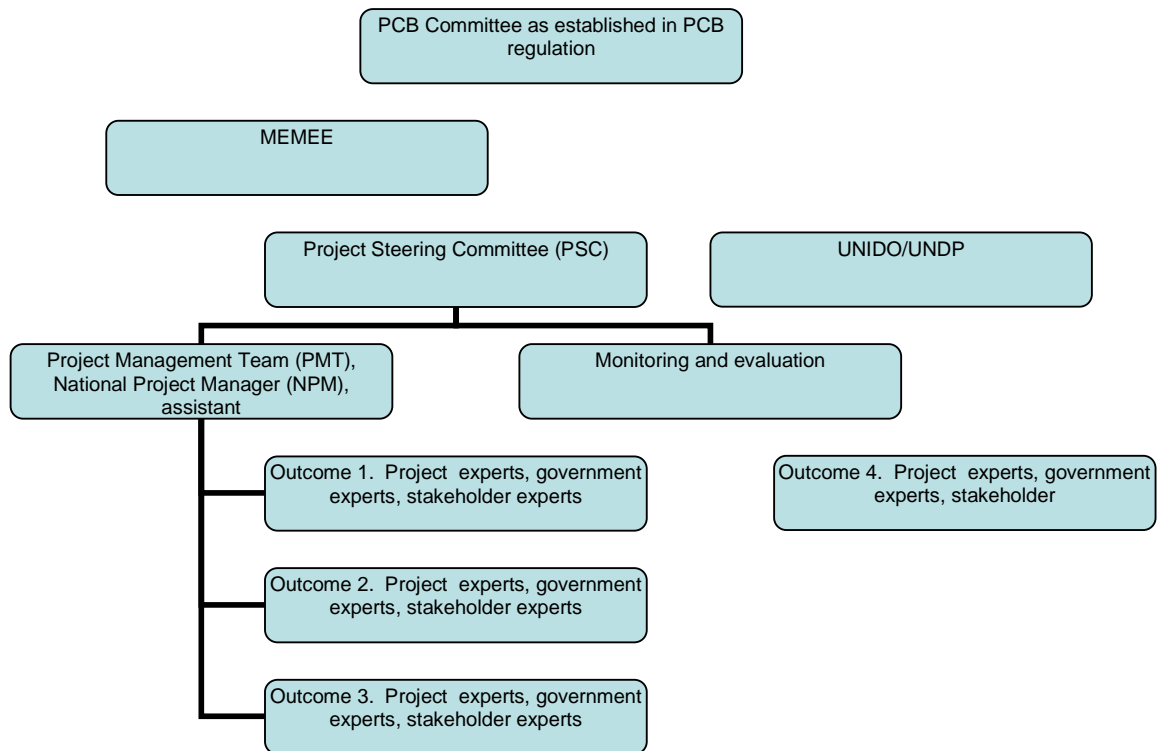 PCB Committee as established in PCB
regulation
MEMEE
Project Steering Committee (PSC)
UNIDO/UNDP
Project Management Team (PMT),
National Project Manager (NPM),
assistant
Monitoring and evaluation
Outcome 1.  Project  experts, government
experts, stakeholder experts
Outcome 4.  Project  experts, government
experts, stakeholder
Outcome 2.  Project  experts, government
experts, stakeholder experts
Outcome 3.  Project  experts, government
experts, stakeholder experts